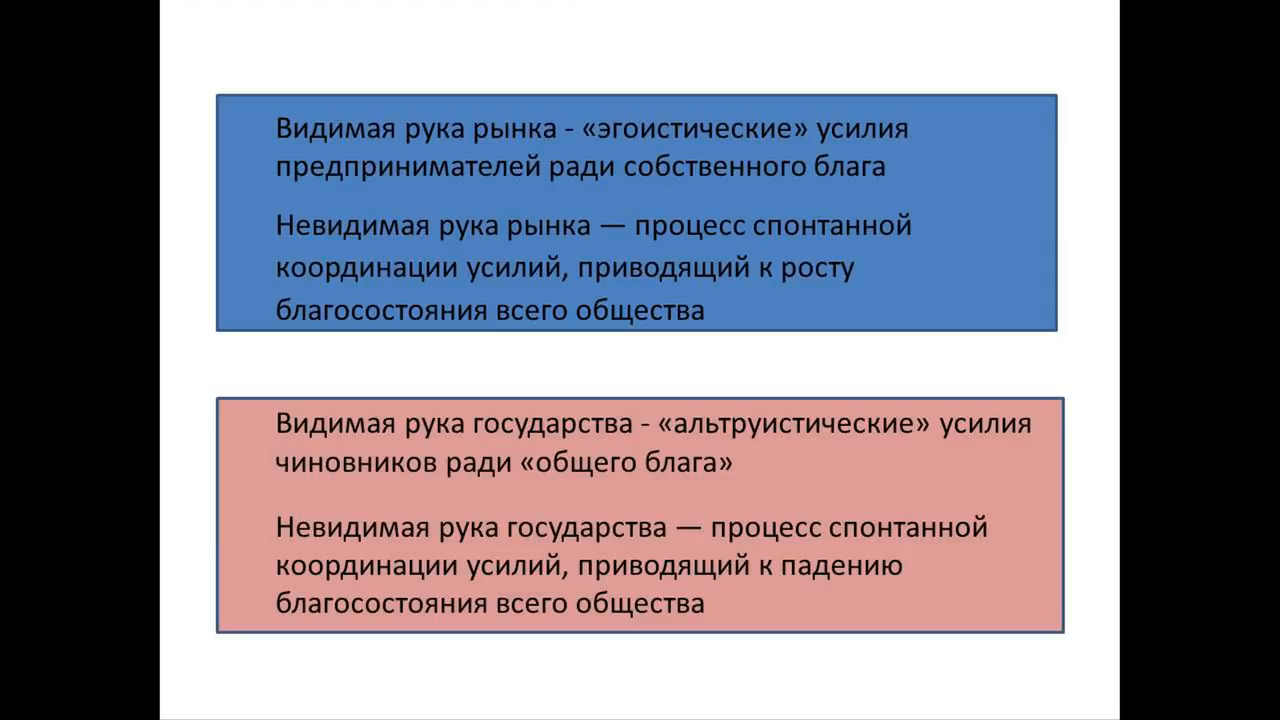 Видимая рука рынка - «эгоистические» усилия
предпринимателей ради собственного блага
Невидимая рука рынка — процесс спонтанной
координации усилий, приводящий к росту
благосостояния всего общества
Видимая рука государства - «альтруистические» усилия
чиновников ради «общего блага»
Невидимая рука государства — процесс спонтанной
координации усилий, приводящий к падению
благосостояния всего общества